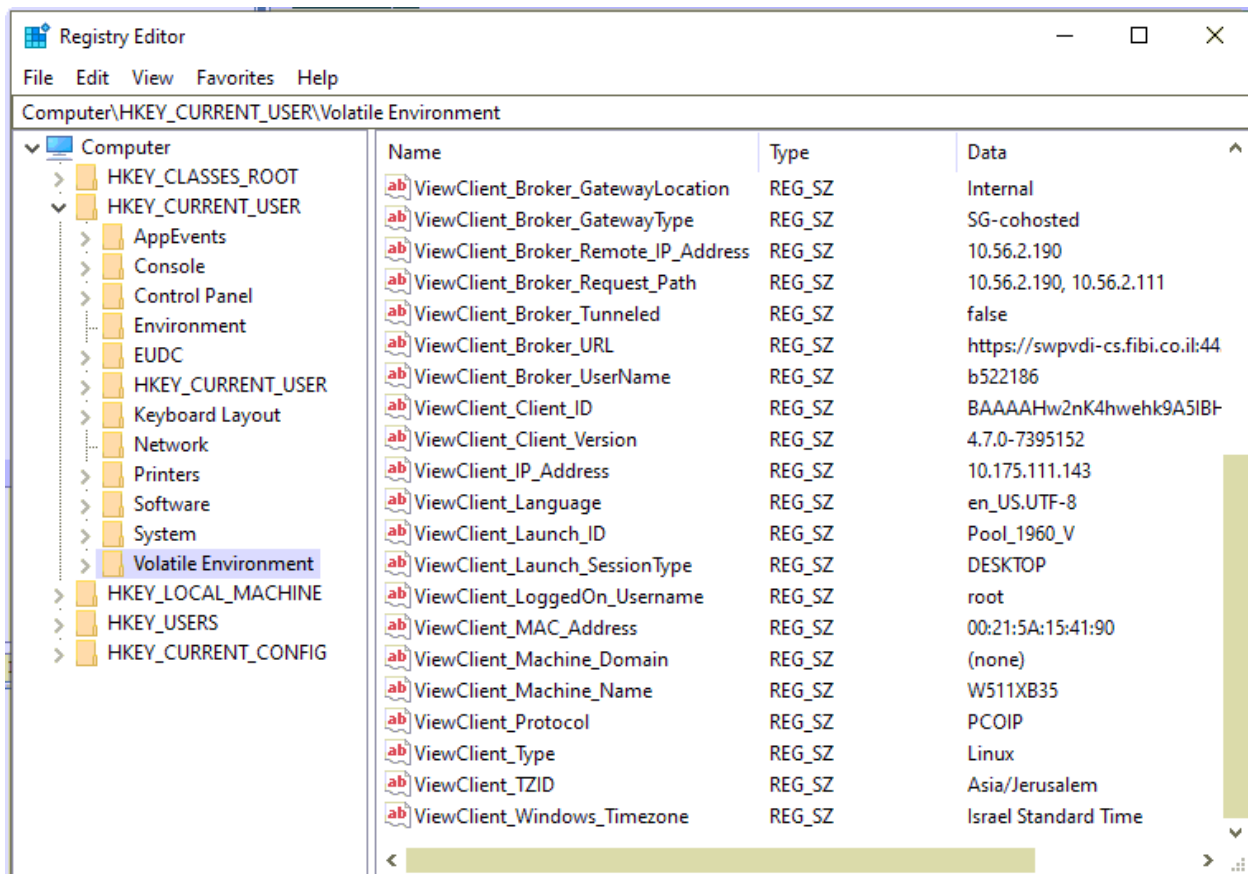 Registry Editor
File Edit View Favorites Help
Computer\HKEY_CURRENT_USER\Volatile Environment
Computer
HKEY_CLASSES_ROOT
HKEY_CURRENT_USER
AppEvents
Console
Control Panel
Environment
EUDC
HKEY_CURRENT_USER
Keyboard Layout
Network
Printers
Software
System
Volatile Environment
HKEY_LOCAL_MACHINE
HKEY_USERS
HKEY_CURRENT_CONFIG
Name Type Data
ViewClient_Broker_GatewayLocation REG_SZ Internal
ViewClient_Broker_GatewayType REG_SZ SG-cohosted
ViewClient_Broker_Remote_IP_Address REG_SZ 10.56.2.190
ViewClient_Broker_Request_Path REG_SZ 10.56.2.190, 10.56.2.111
ViewClient_Broker_Tunneled REG_SZ false
ViewClient_Broker_URL REG_SZ https://swpvdi-cs.fibi.co.il:44
ViewClient_Broker_UserName REG_SZ b522186
ViewClient_Client_ID REG_SZ BAAAAHw2nK4hwehk9A5IBH
ViewClient_Client_Version REG_SZ 4.7.0-7395152
ViewClient_IP_Address REG_SZ 10.175.111.143
ViewClient_Language REG_SZ en_US.UTF-8
ViewClient_Launch_ID REG_SZ Pool_1960_V
ViewClient_Launch_SessionType REG_SZ DESKTOP
ViewClient_LoggedOn_Username REG_SZ root
ViewClient_MAC_Address REG_SZ 00:21:5A:15:41:90
ViewClient_Machine_Domain REG_SZ (none)
ViewClient_Machine_Name REG_SZ W511XB35
ViewClient_Protocol REG_SZ PCOIP
ViewClient_Type REG_SZ Linux
ViewClient_TZID REG_SZ Asia/Jerusalem
ViewClient_Windows_Timezone REG_SZ Israel Standard Time